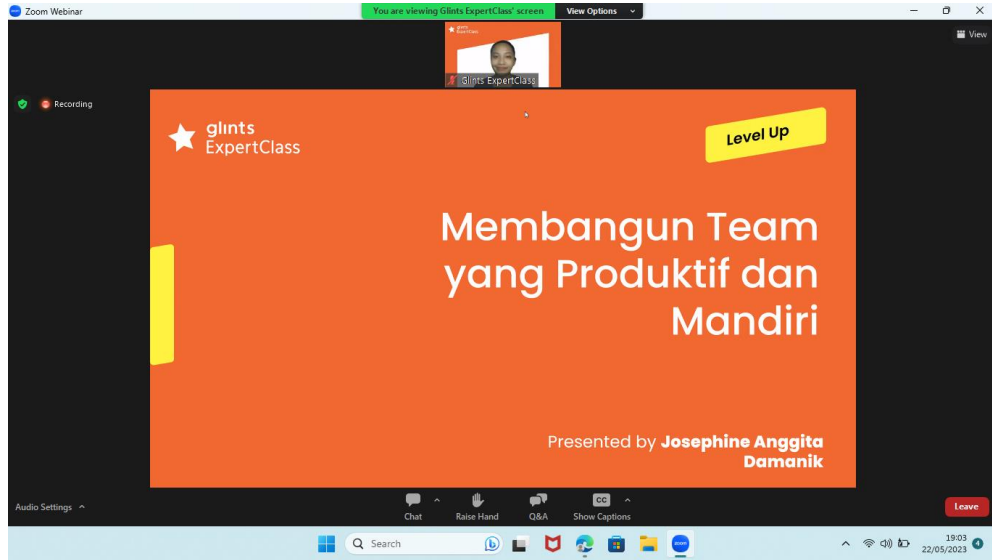 Zoom Webinar
You are viewing Glints ExpertClass' screen
View Options
glints
ExpertClass
Glints ExpertClass
View
Recording
glints
ExpertClass
Level Up
Membangun Team
yang Produktif dan
Mandiri
Presented by Josephine Anggita
Damanik
Audio Settings
Chat
Raise Hand
Q&A
CC
Show Captions
Leave
Search
19:03
22/05/2023
4